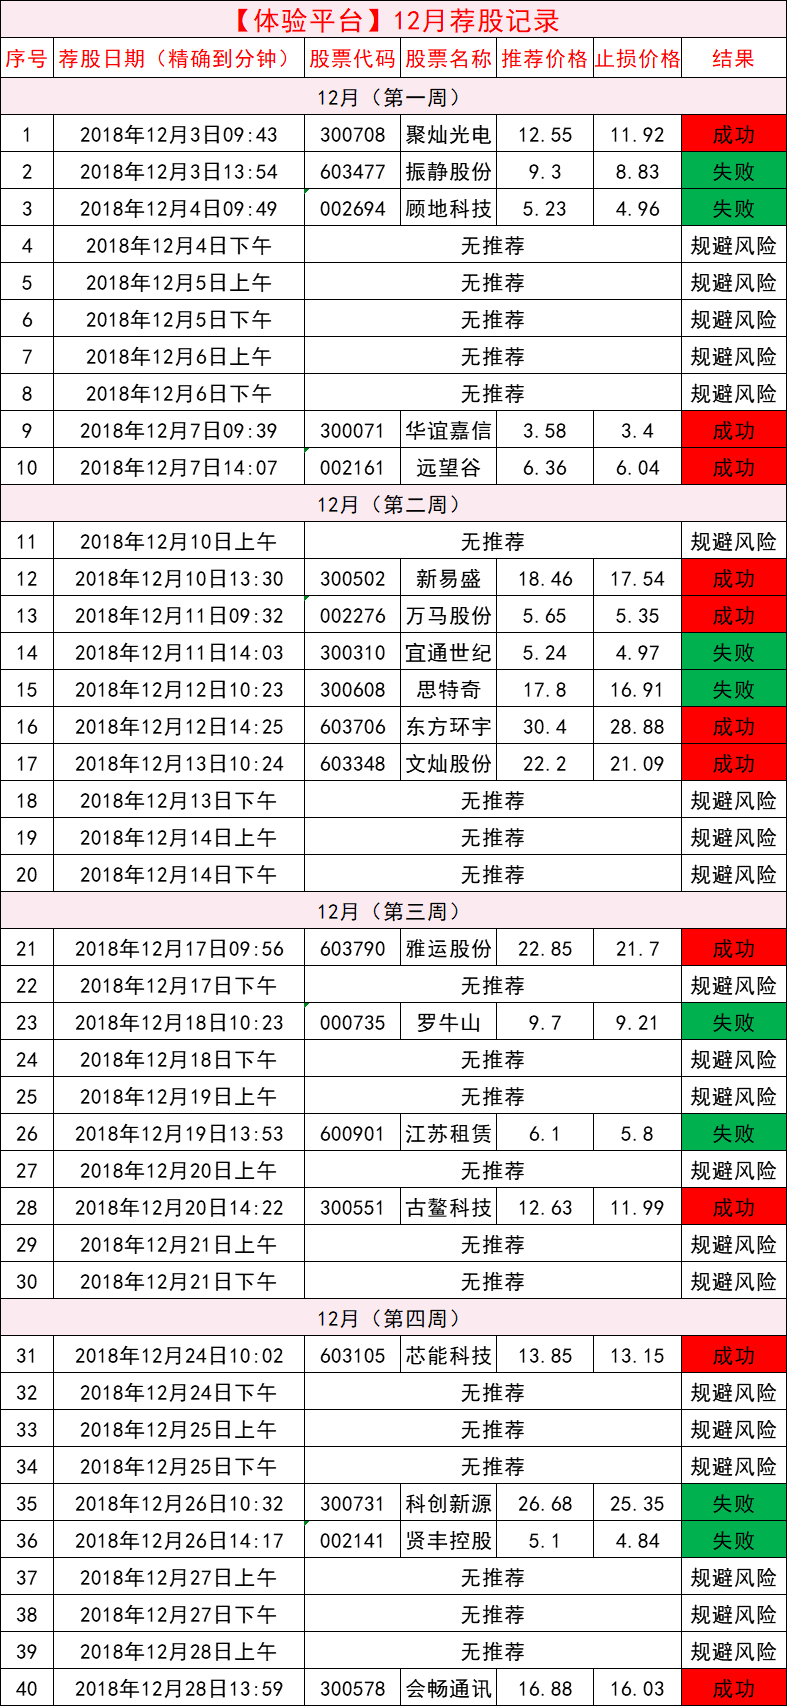 【体验平台】12月荐股记录
序号 荐股日期（精确到分钟） 股票代码 股票名称 推荐价格 止损价格 结果
12月（第一周）
1 2018年12月3日09:43 300708 聚灿光电 12.55 11.92 成功
2 2018年12月3日13:54 603477 振静股份 9.3 8.83 失败
3 2018年12月4日09:49 002694 顾地科技 5.23 4.96 失败
4 2018年12月4日下午 无推荐 规避风险
5 2018年12月5日上午 无推荐 规避风险
6 2018年12月5日下午 无推荐 规避风险
7 2018年12月6日上午 无推荐 规避风险
8 2018年12月6日下午 无推荐 规避风险
9 2018年12月7日09:39 300071 华谊嘉信 3.58 3.4 成功
10 2018年12月7日14:07 002161 远望谷 6.36 6.04 成功
12月（第二周）
11 2018年12月10日上午 无推荐 规避风险
12 2018年12月10日13:30 300502 新易盛 18.46 17.54 成功
13 2018年12月11日09:32 002276 万马股份 5.65 5.35 成功
14 2018年12月11日14:03 300310 宜通世纪 5.24 4.97 失败
15 2018年12月12日10:23 300608 思特奇 17.8 16.91 失败
16 2018年12月12日14:25 603706 东方环宇 30.4 28.88 成功
17 2018年12月13日10:24 603348 文灿股份 22.2 21.09 成功
18 2018年12月13日下午 无推荐 规避风险
19 2018年12月14日上午 无推荐 规避风险
20 2018年12月14日下午 无推荐 规避风险
12月（第三周）
21 2018年12月17日09:56 603790 雅运股份 22.85 21.7 成功
22 2018年12月17日下午 无推荐 规避风险
23 2018年12月18日10:23 000735 罗牛山 9.7 9.21 失败
24 2018年12月18日下午 无推荐 规避风险
25 2018年12月19日上午 无推荐 规避风险
26 2018年12月19日13:53 600901 江苏租赁 6.1 5.8 失败
27 2018年12月20日上午 无推荐 规避风险
28 2018年12月20日14:22 300551 古鳌科技 12.63 11.99 成功
29 2018年12月21日上午 无推荐 规避风险
30 2018年12月21日下午 无推荐 规避风险
12月（第四周）
31 2018年12月24日10:02 603105 芯能科技 13.85 13.15 成功
32 2018年12月24日下午 无推荐 规避风险
33 2018年12月25日上午 无推荐 规避风险
34 2018年12月25日下午 无推荐 规避风险
35 2018年12月26日10:32 300731 科创新源 26.68 25.35 失败
36 2018年12月26日14:17 002141 贤丰控股 5.1 4.84 失败
37 2018年12月27日上午 无推荐 规避风险
38 2018年12月27日下午 无推荐 规避风险
39 2018年12月28日上午 无推荐 规避风险
40 2018年12月28日13:59 300578 会畅通讯 16.88 16.03 成功